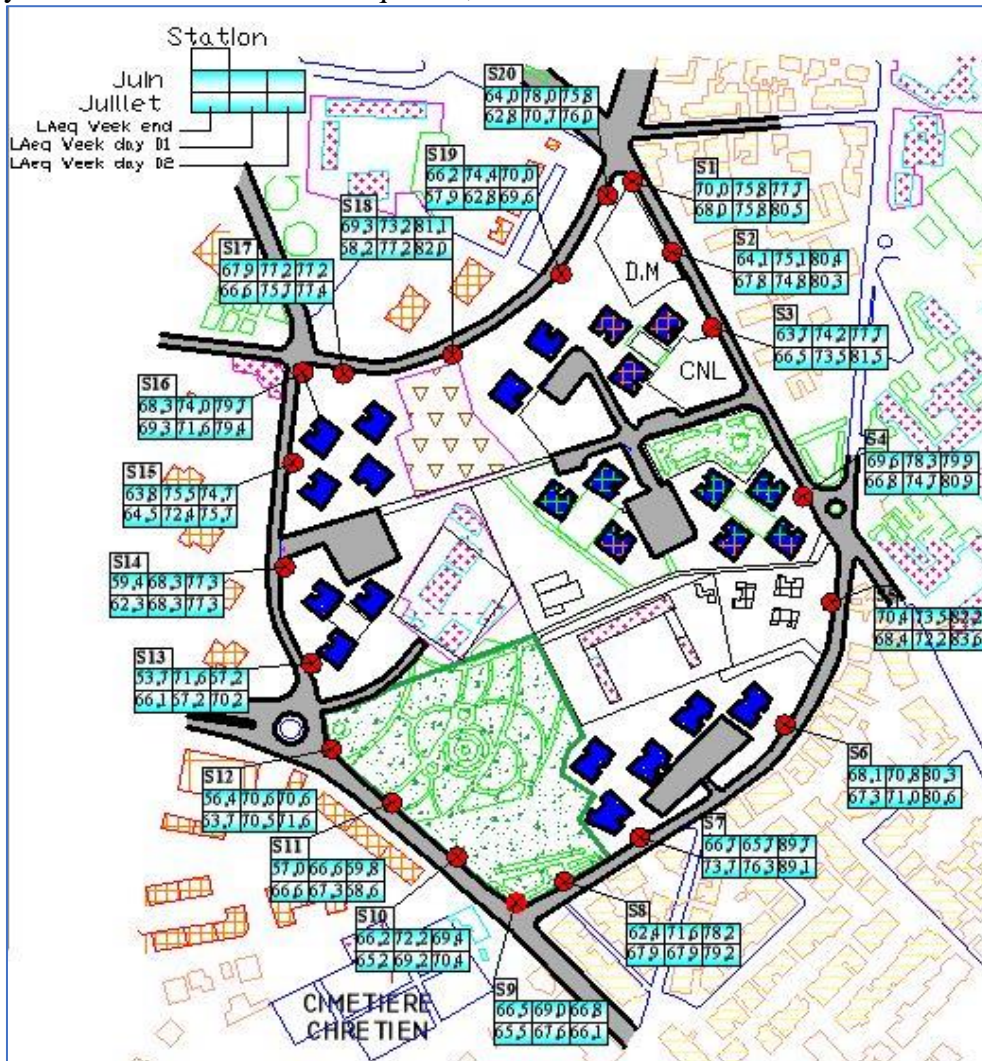 Station
Juin
Juillet
LAeq Week end
LAeq Week day D1
LAeq Week day D2
S20
64,0 78,0 75,8
62,8 70,7 76,0
S19
66,2 74,4 70,0
67,9 62,8 69,6
S1
70,0 75,8 77,7
68,0 75,8 80,5
S18
69,3 73,2 81,1
68,2 77,2 82,0
S2
64,1 75,1 80,4
67,8 74,8 80,3
S17
67,9 77,2 77,2
66,6 75,7 77,4
D.M
S3
63,7 74,2 77,7
66,5 73,5 81,5
CNL
S16
68,3 74,0 79,7
69,3 71,6 79,4
S4
69,6 78,3 79,9
66,8 74,7 80,9
S15
63,8 75,5 74,7
64,5 72,4 75,7
S14
59,4 68,3 77,3
62,3 68,3 77,3
S5
70,4 73,5 82,2
68,4 72,2 83,6
S13
53,7 71,6 67,2
66,1 67,2 70,2
S6
68,1 70,8 80,3
67,3 71,0 80,6
S12
56,4 70,6 70,6
63,7 70,5 71,6
S7
66,7 65,7 89,7
73,7 76,3 89,1
S11
57,0 66,6 69,8
66,6 67,3 68,6
S8
62,4 71,6 78,2
67,9 67,9 79,2
S10
66,2 72,2 69,4
65,2 69,2 70,4
S9
66,5 69,0 66,8
65,5 67,6 66,1
CIMETIERE
CHRETIEN